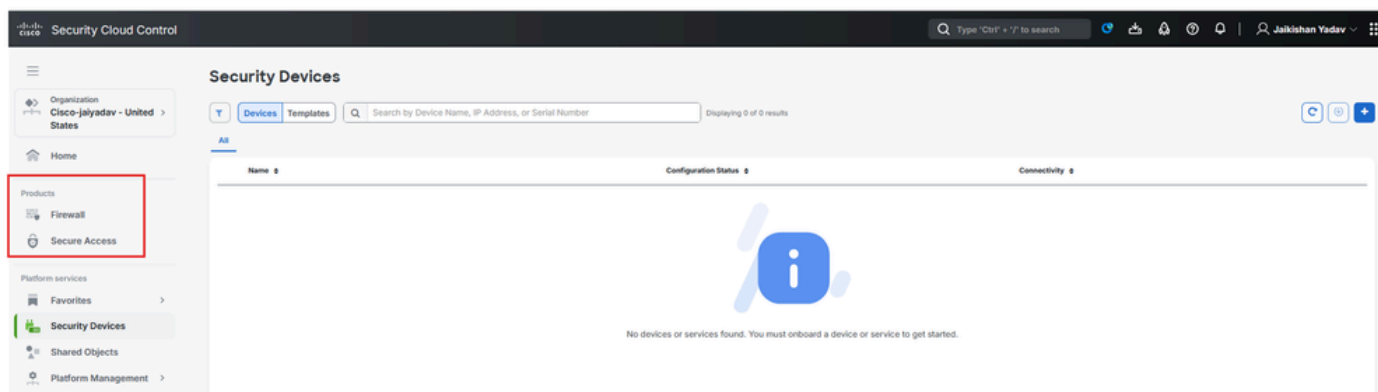 CISCO Security Cloud Control
Type 'Ctrl' + '/' to search
Jaikishan Yadav
Organization
Cisco-jaiyadav - United
States
Home
Products
Firewall
Secure Access
Platform services
Favorites
Security Devices
Shared Objects
Platform Management
Security Devices
Devices Templates
Search by Device Name, IP Address, or Serial Number
Displaying 0 of 0 results
All
Name Configuration Status Connectivity
No devices or services found. You must onboard a device or service to get started.